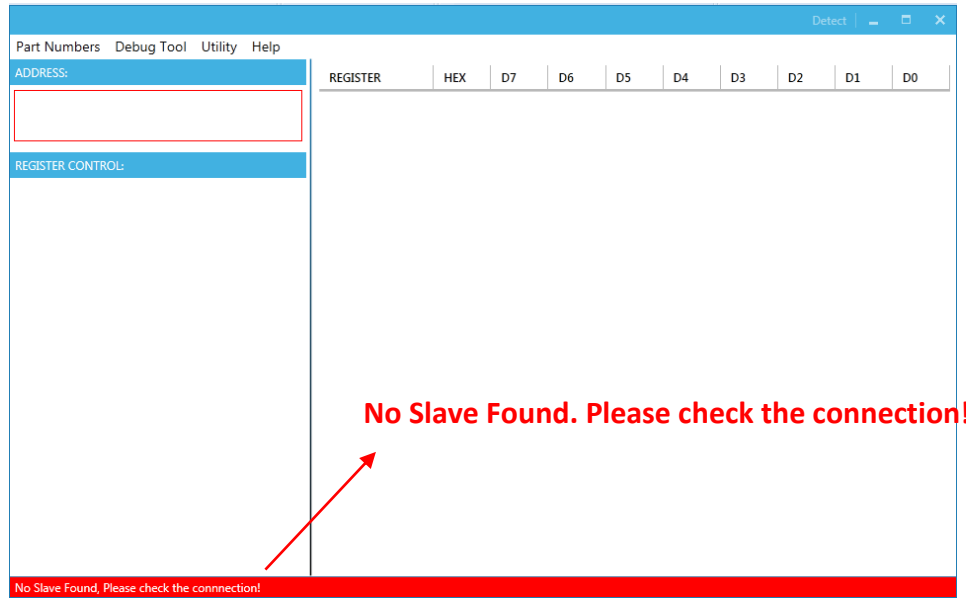 Detect
Part Numbers Debug Tool Utility Help
ADDRESS:
REGISTER HEX D7 D6 D5 D4 D3 D2 D1 D0
REGISTER CONTROL:
No Slave Found. Please check the connection!
No Slave Found, Please check the connnection!